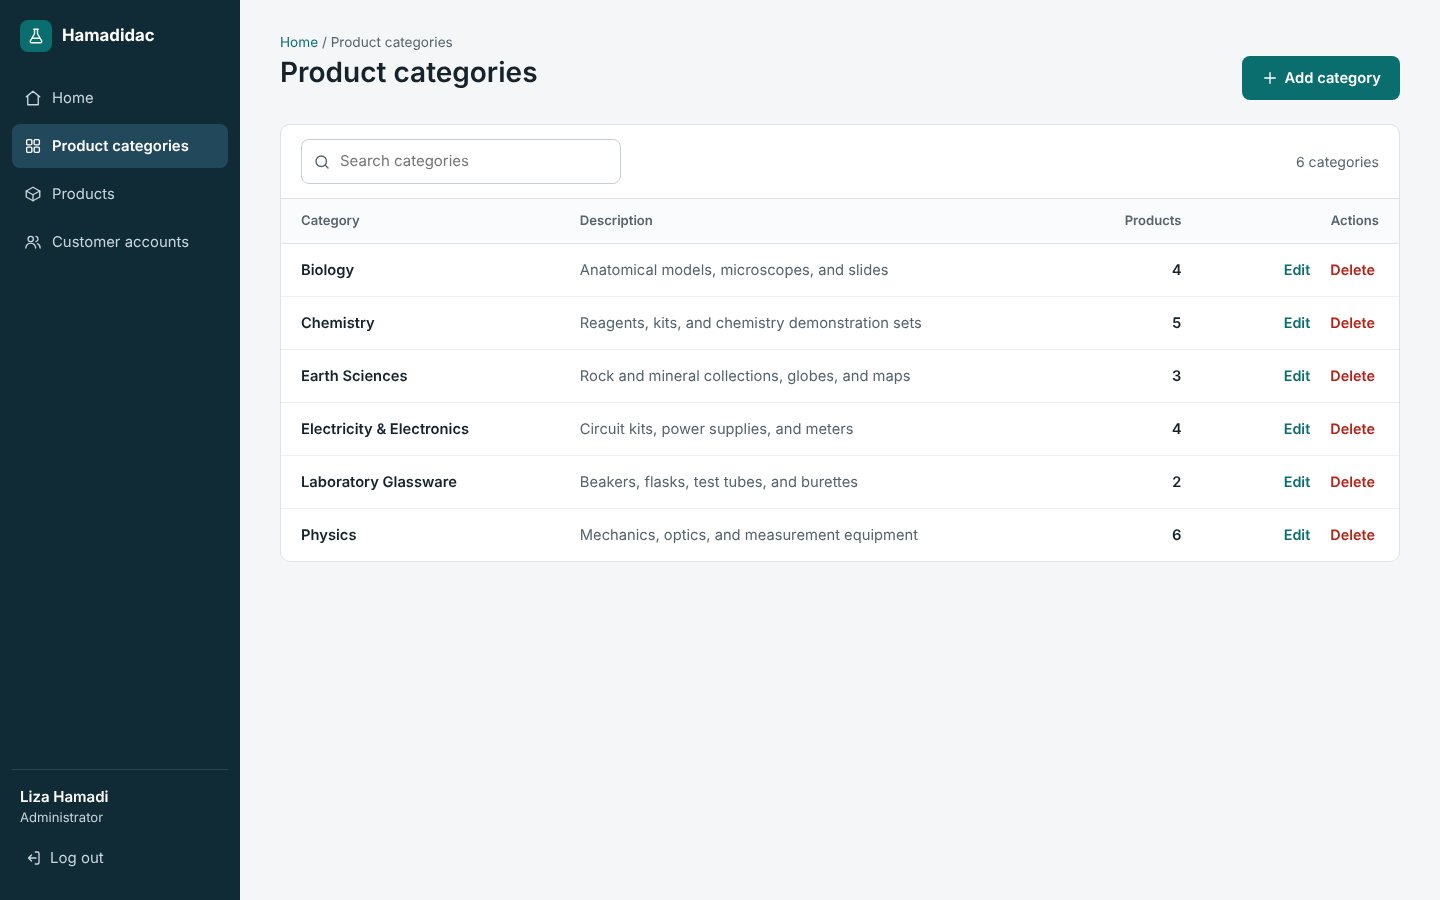 Hamadidac
Home
Product categories
Products
Customer accounts
Liza Hamadi
Administrator
Log out
Home / Product categories
Product categories
Add category
Search categories
6 categories
Category Description Products Actions
Biology Anatomical models, microscopes, and slides 4 Edit Delete
Chemistry Reagents, kits, and chemistry demonstration sets 5 Edit Delete
Earth Sciences Rock and mineral collections, globes, and maps 3 Edit Delete
Electricity & Electronics Circuit kits, power supplies, and meters 4 Edit Delete
Laboratory Glassware Beakers, flasks, test tubes, and burettes 2 Edit Delete
Physics Mechanics, optics, and measurement equipment 6 Edit Delete